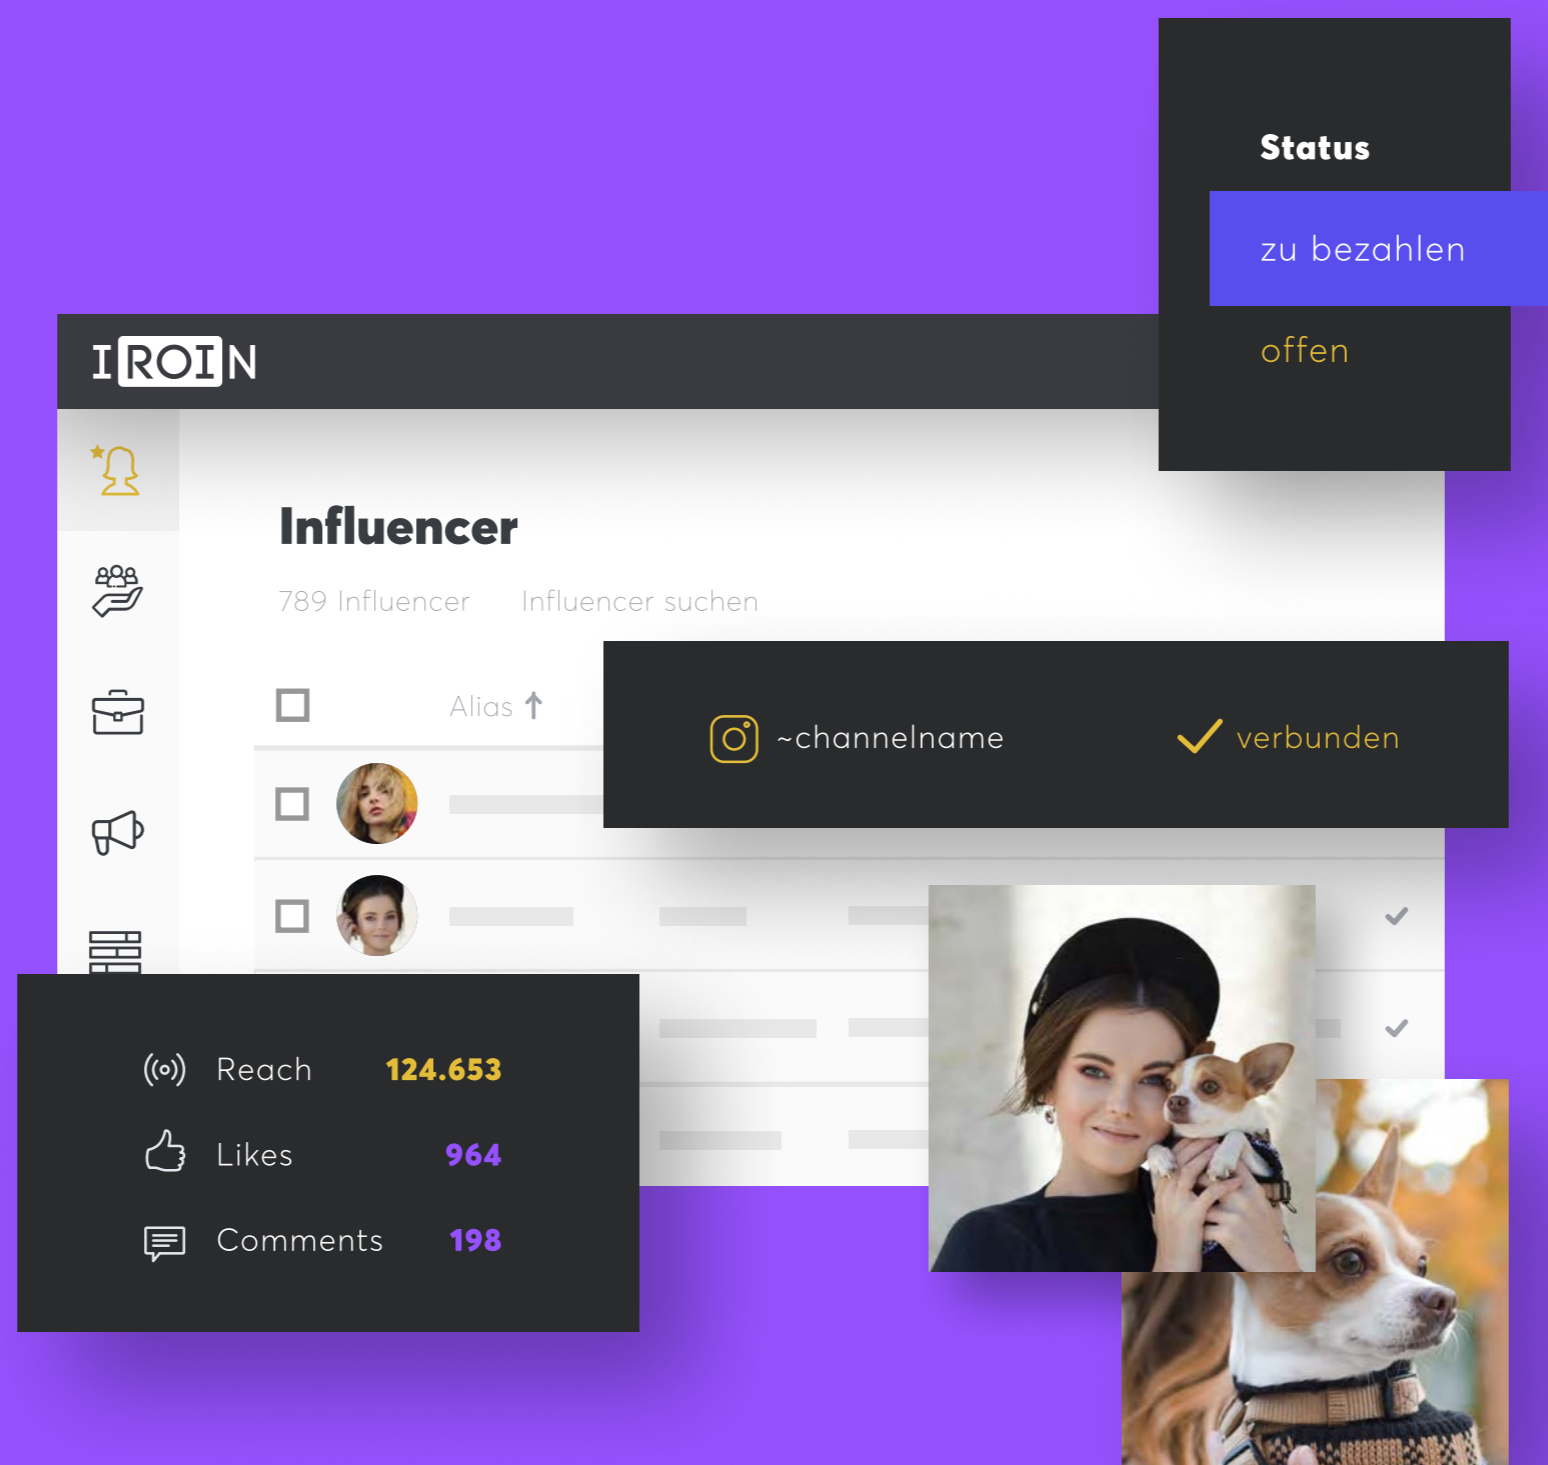 Status
zu bezahlen
offen
IROIN
Influencer
789 Influencer Influencer suchen
Alias
~channelname verbunden
Reach 124.653
Likes 964
Comments 198